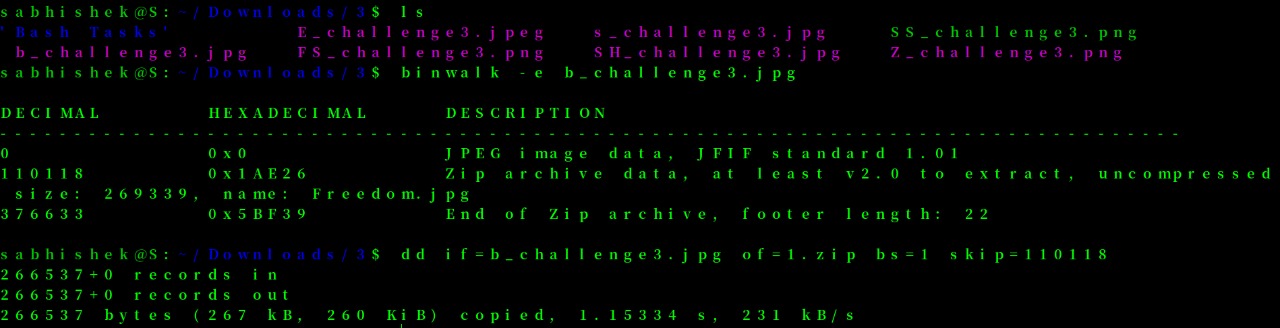 sabhishek@S:~/Downloads/3$ ls
'Bash Tasks' E_challenge3.jpeg s_challenge3.jpg SS_challenge3.png
b_challenge3.jpg FS_challenge3.png SH_challenge3.jpg Z_challenge3.png
sabhishek@S:~/Downloads/3$ binwalk -e b_challenge3.jpg
DECIMAL HEXADECIMAL DESCRIPTION
--------------------------------------------------------------------------------
0 0x0 JPEG image data, JFIF standard 1.01
110118 0x1AE26 Zip archive data, at least v2.0 to extract, uncompressed
size: 269339, name: Freedom.jpg
376633 0x5BF39 End of Zip archive, footer length: 22
sabhishek@S:~/Downloads/3$ dd if=b_challenge3.jpg of=1.zip bs=1 skip=110118
266537+0 records in
266537+0 records out
266537 bytes (267 kB, 260 KiB) copied, 1.15334 s, 231 kB/s